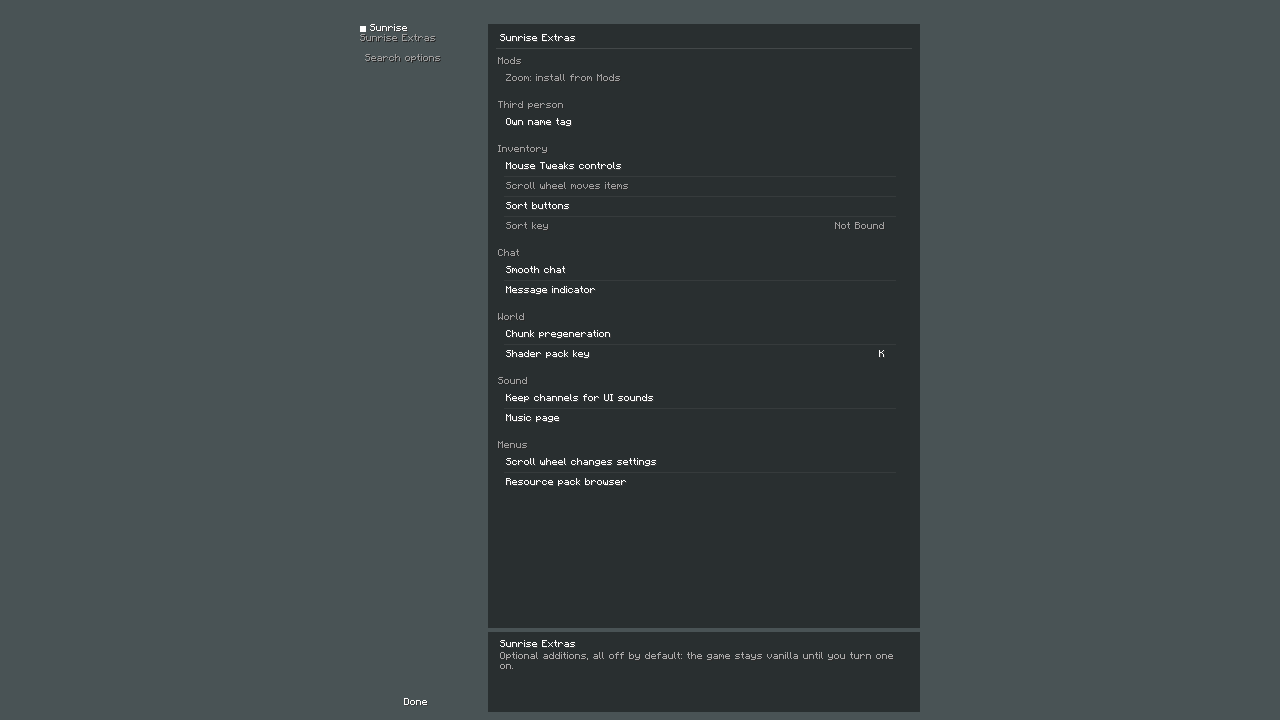 Sunrise
Sunrise Extras
Search options
Sunrise Extras
Mods
Zoom: install from Mods
Third person
Own name tag
Inventory
Mouse Tweaks controls
Scroll wheel moves items
Sort buttons
Sort key Not Bound
Chat
Smooth chat
Message indicator
World
Chunk pregeneration
Shader pack key K
Sound
Keep channels for UI sounds
Music page
Menus
Scroll wheel changes settings
Resource pack browser
Sunrise Extras
Optional additions, all off by default: the game stays vanilla until you turn one
on.
Done